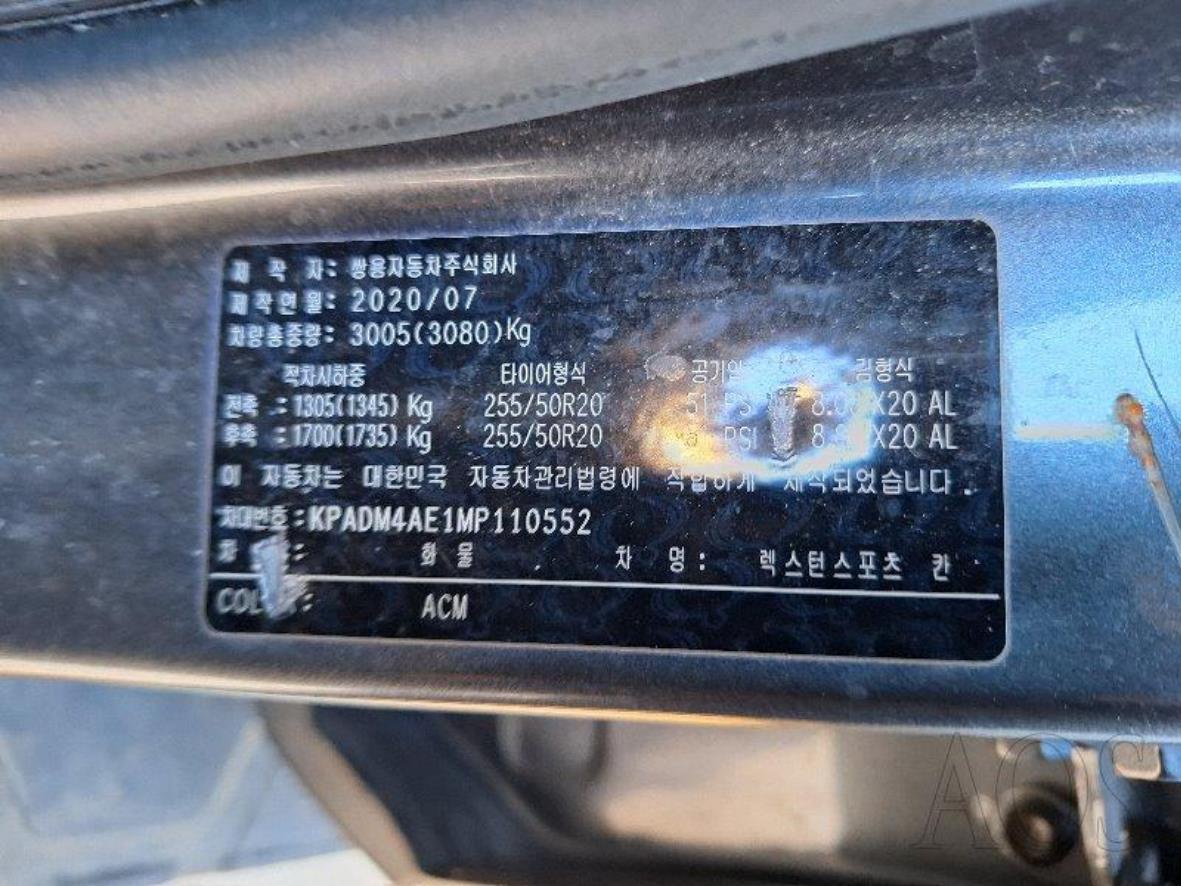 제 작 자: 쌍용자동차주식회사
제작연월: 2020/07
차량총중량: 3005(3080)Kg
적차시하중 타이어형식 공기압 림형식
전축 : 1305(1345) Kg 255/50R20 51 X20 AL
후축 : 1700(1735) Kg 255/50R20 PSI X20 AL
이 자동차는 대한민국 자동차관리법령에 적합하게 제작되었습니다.
차대번호: KPADM4AE1MP110552
차 화물 차 명: 렉스턴스포츠 칸
COLOR: ACM
AOS